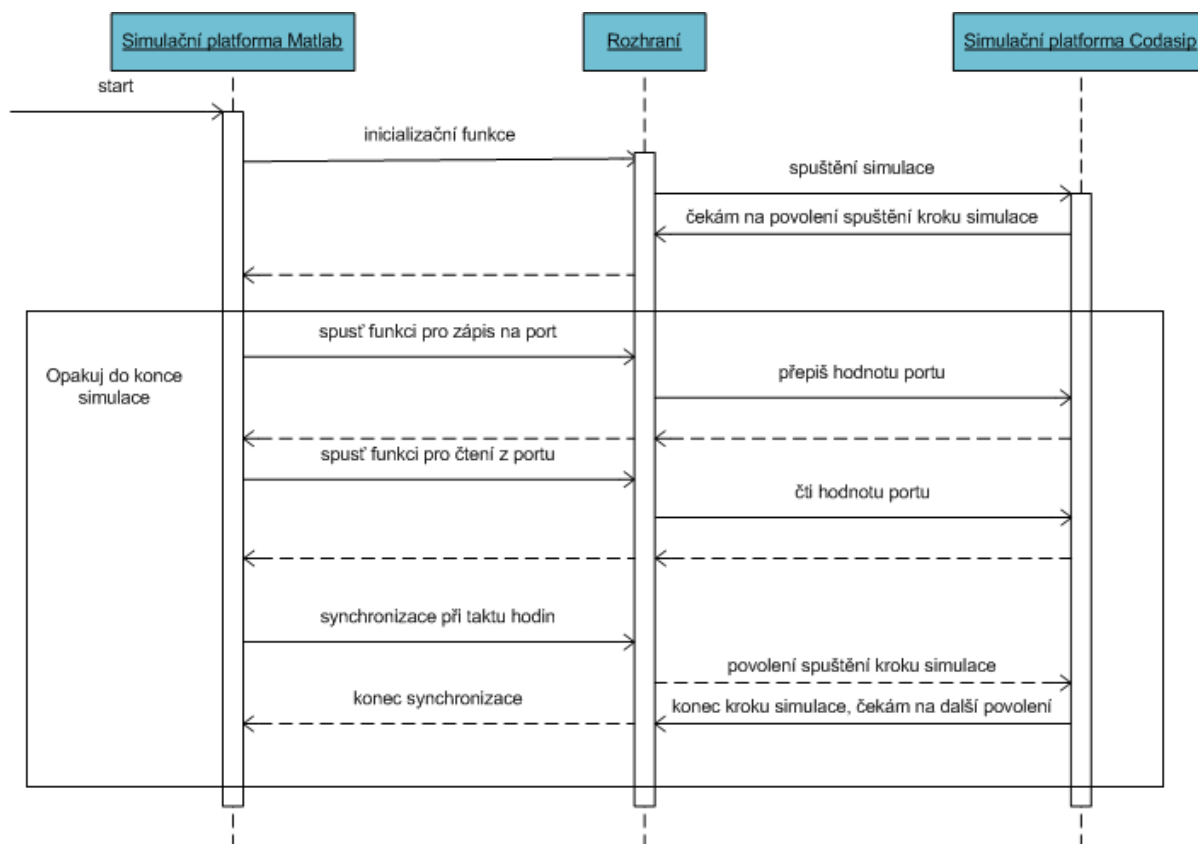 Simulační platforma Matlab
Rozhraní
Simulační platforma Codasip
start
inicializační funkce
spuštění simulace
čekám na povolení spuštění kroku simulace
spusť funkci pro zápis na port
Opakuj do konce
simulace
přepiš hodnotu portu
spusť funkci pro čtení z portu
čti hodnotu portu
synchronizace při taktu hodin
povolení spuštění kroku simulace
konec synchronizace
konec kroku simulace, čekám na další povolení